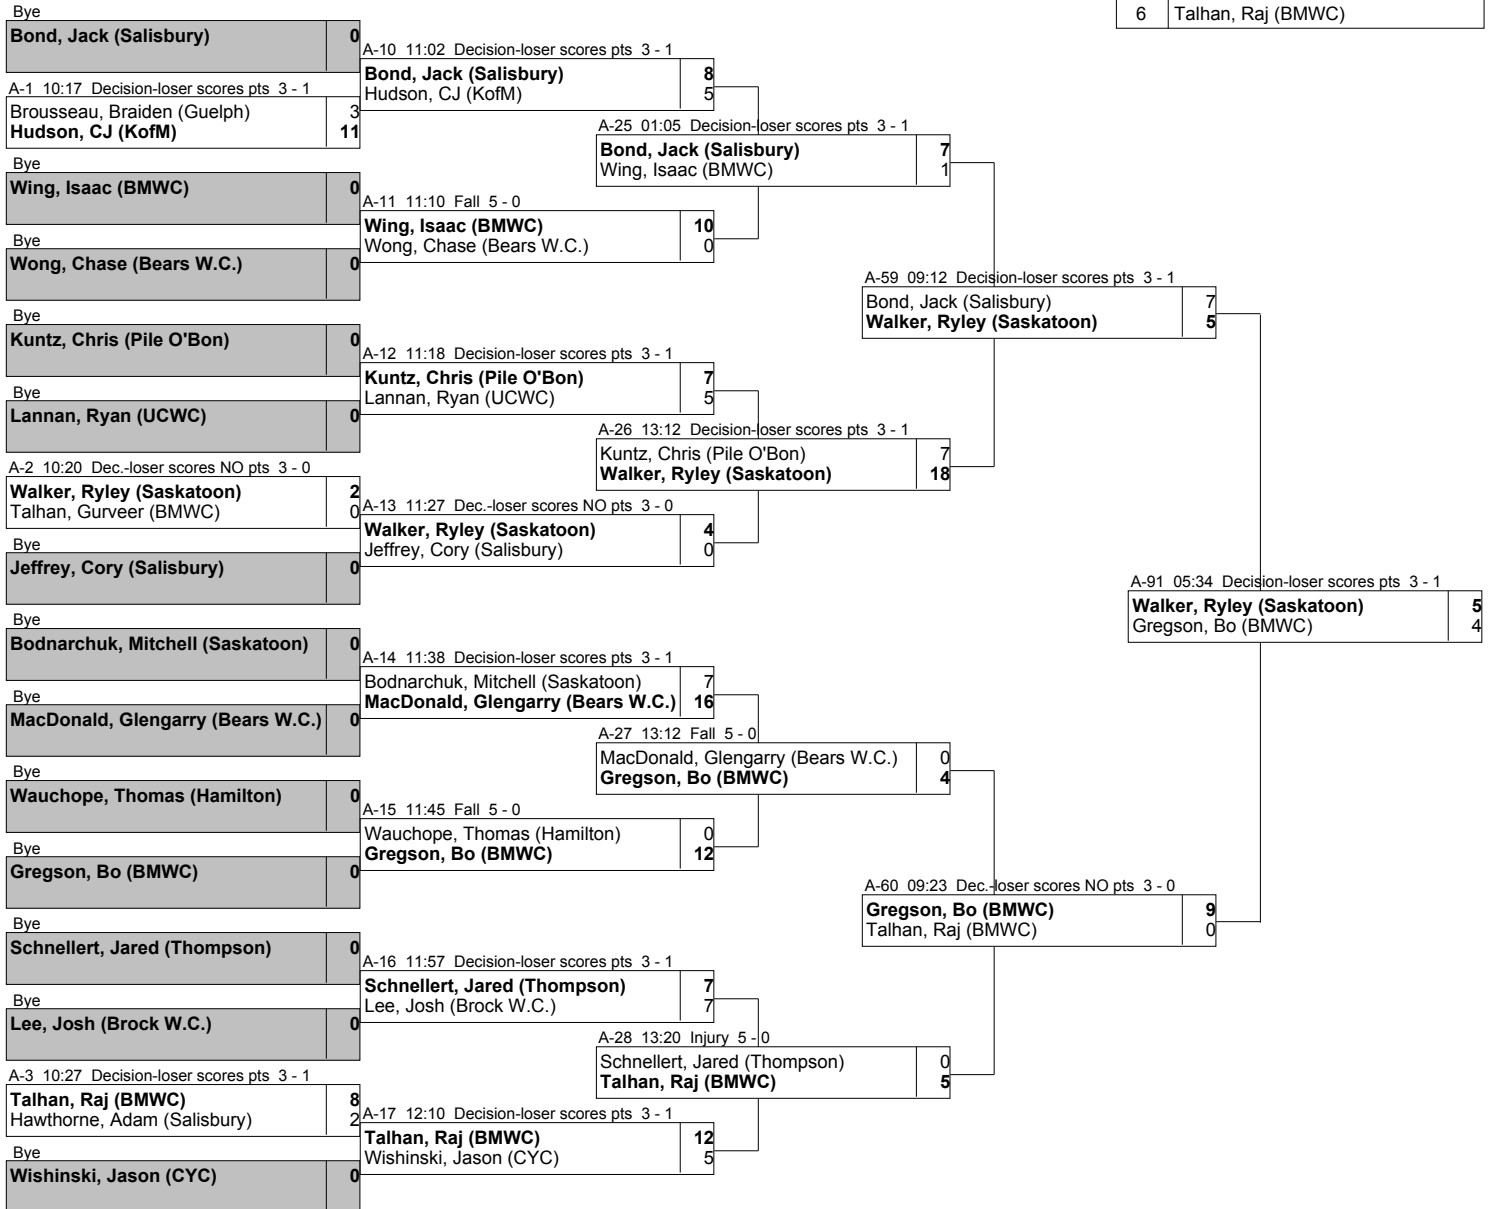 6 Talhan, Raj (BMWC)
Bye
Bond, Jack (Salisbury) 0
A-1 10:17 Decision-loser scores pts 3 - 1
Brousseau, Braiden (Guelph) 3
Hudson, CJ (KofM) 11
Bye
Wing, Isaac (BMWC) 0
Bye
Wong, Chase (Bears W.C.) 0
Bye
Kuntz, Chris (Pile O'Bon) 0
Bye
Lannan, Ryan (UCWC) 0
A-2 10:20 Dec.-loser scores NO pts 3 - 0
Walker, Ryley (Saskatoon) 2
Talhan, Gurveer (BMWC) 0
Bye
Jeffrey, Cory (Salisbury) 0
Bye
Bodnarchuk, Mitchell (Saskatoon) 0
Bye
MacDonald, Glengarry (Bears W.C.) 0
Bye
Wauchope, Thomas (Hamilton) 0
Bye
Gregson, Bo (BMWC) 0
Bye
Schnellert, Jared (Thompson) 0
Bye
Lee, Josh (Brock W.C.) 0
A-3 10:27 Decision-loser scores pts 3 - 1
Talhan, Raj (BMWC) 8
Hawthorne, Adam (Salisbury) 2
Bye
Wishinski, Jason (CYC) 0
A-10 11:02 Decision-loser scores pts 3 - 1
Bond, Jack (Salisbury) 8
Hudson, CJ (KofM) 5
A-11 11:10 Fall 5 - 0
Wing, Isaac (BMWC) 10
Wong, Chase (Bears W.C.) 0
A-12 11:18 Decision-loser scores pts 3 - 1
Kuntz, Chris (Pile O'Bon) 7
Lannan, Ryan (UCWC) 5
A-13 11:27 Dec.-loser scores NO pts 3 - 0
Walker, Ryley (Saskatoon) 4
Jeffrey, Cory (Salisbury) 0
A-14 11:38 Decision-loser scores pts 3 - 1
Bodnarchuk, Mitchell (Saskatoon) 7
MacDonald, Glengarry (Bears W.C.) 16
A-15 11:45 Fall 5 - 0
Wauchope, Thomas (Hamilton) 0
Gregson, Bo (BMWC) 12
A-16 11:57 Decision-loser scores pts 3 - 1
Schnellert, Jared (Thompson) 7
Lee, Josh (Brock W.C.) 7
A-17 12:10 Decision-loser scores pts 3 - 1
Talhan, Raj (BMWC) 12
Wishinski, Jason (CYC) 5
A-25 01:05 Decision-loser scores pts 3 - 1
Bond, Jack (Salisbury) 7
Wing, Isaac (BMWC) 1
A-26 13:12 Decision-loser scores pts 3 - 1
Kuntz, Chris (Pile O'Bon) 7
Walker, Ryley (Saskatoon) 18
A-27 13:12 Fall 5 - 0
MacDonald, Glengarry (Bears W.C.) 0
Gregson, Bo (BMWC) 4
A-28 13:20 Injury 5 - 0
Schnellert, Jared (Thompson) 0
Talhan, Raj (BMWC) 5
A-59 09:12 Decision-loser scores pts 3 - 1
Bond, Jack (Salisbury) 7
Walker, Ryley (Saskatoon) 5
A-60 09:23 Dec.-loser scores NO pts 3 - 0
Gregson, Bo (BMWC) 9
Talhan, Raj (BMWC) 0
A-91 05:34 Decision-loser scores pts 3 - 1
Walker, Ryley (Saskatoon) 5
Gregson, Bo (BMWC) 4